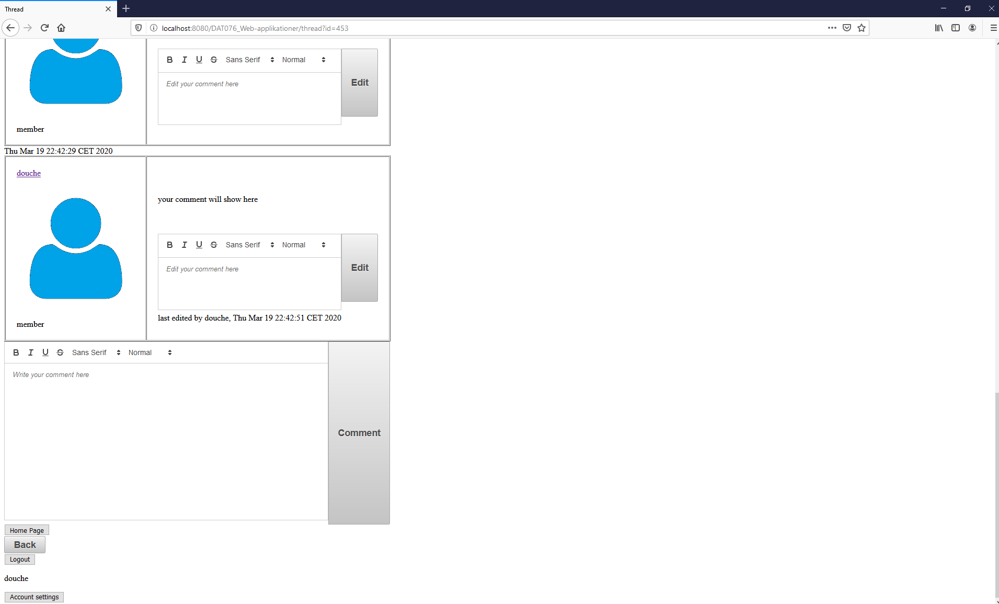 Thread
localhost:8080/DAT076_Web-applikationer/thread?id=453
B I U S Sans Serif Normal
Edit your comment here
Edit
member
Thu Mar 19 22:42:29 CET 2020
douche
your comment will show here
B I U S Sans Serif Normal
Edit your comment here
Edit
last edited by douche, Thu Mar 19 22:42:51 CET 2020
member
B I U S Sans Serif Normal
Write your comment here
Comment
Home Page
Back
Logout
douche
Account settings